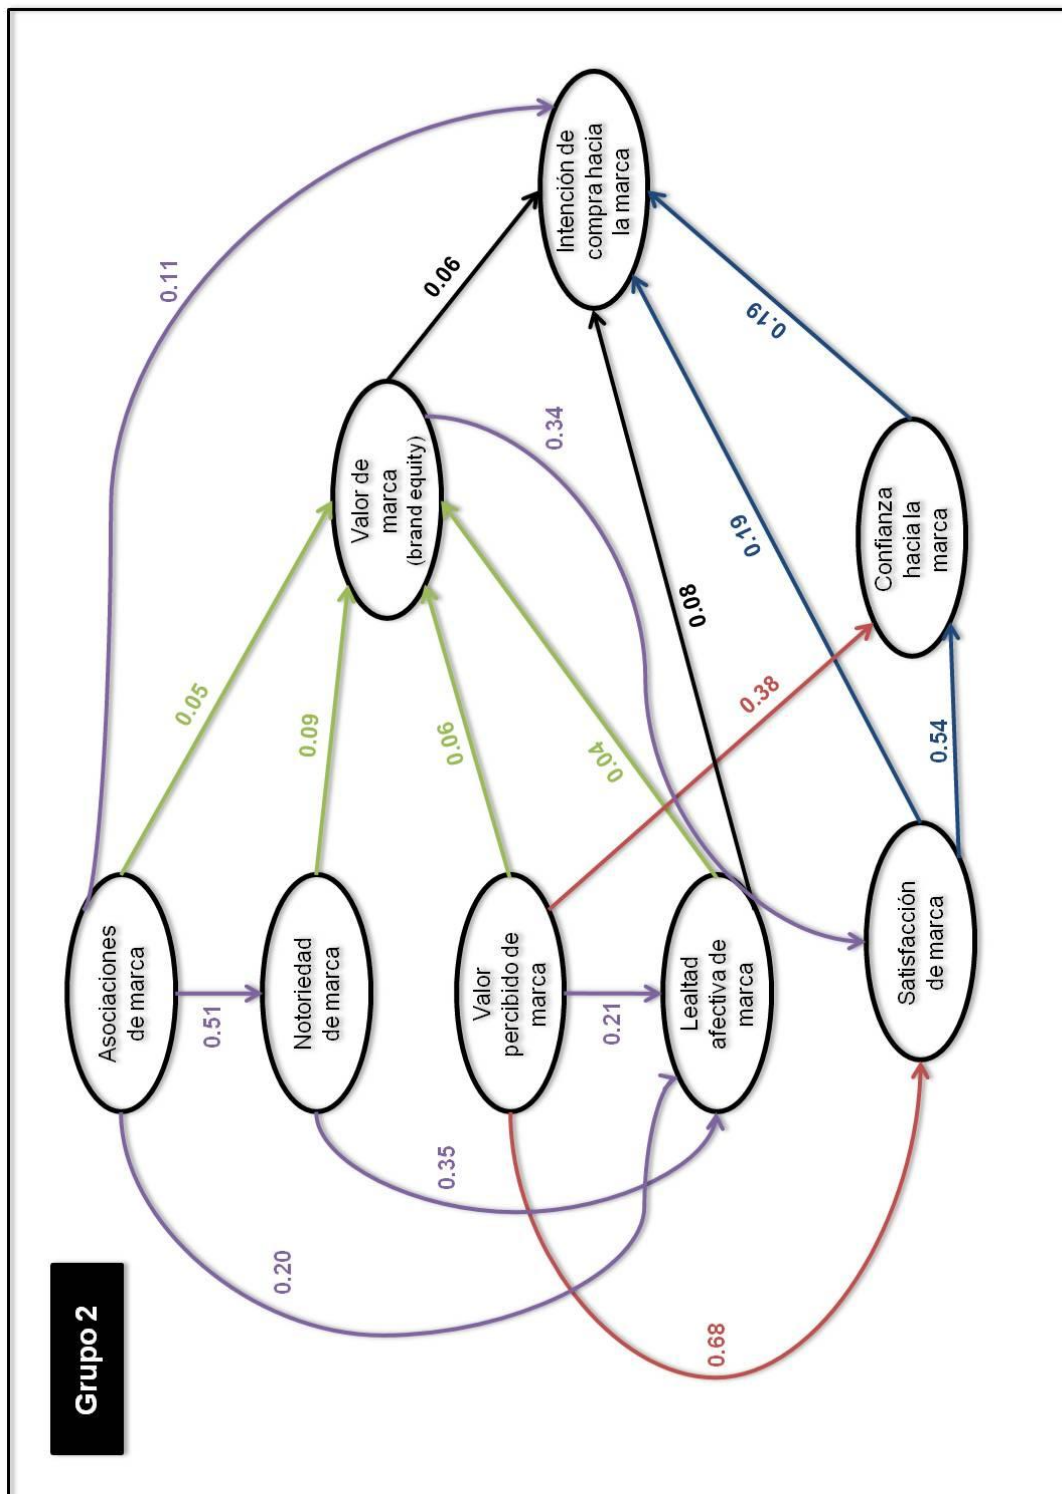 Grupo 2
Asociaciones
de marca
Notoriedad
de marca
Valor
percibido de
marca
Lealtad
afectiva de
marca
Satisfacción
de marca
Valor de
marca
(brand equity)
Confianza
hacia la
marca
Intención de
compra hacia
la marca
0.11
0.05
0.09
0.06
0.04
0.06
0.34
0.08
0.19
0.19
0.38
0.54
0.51
0.21
0.35
0.20
0.68